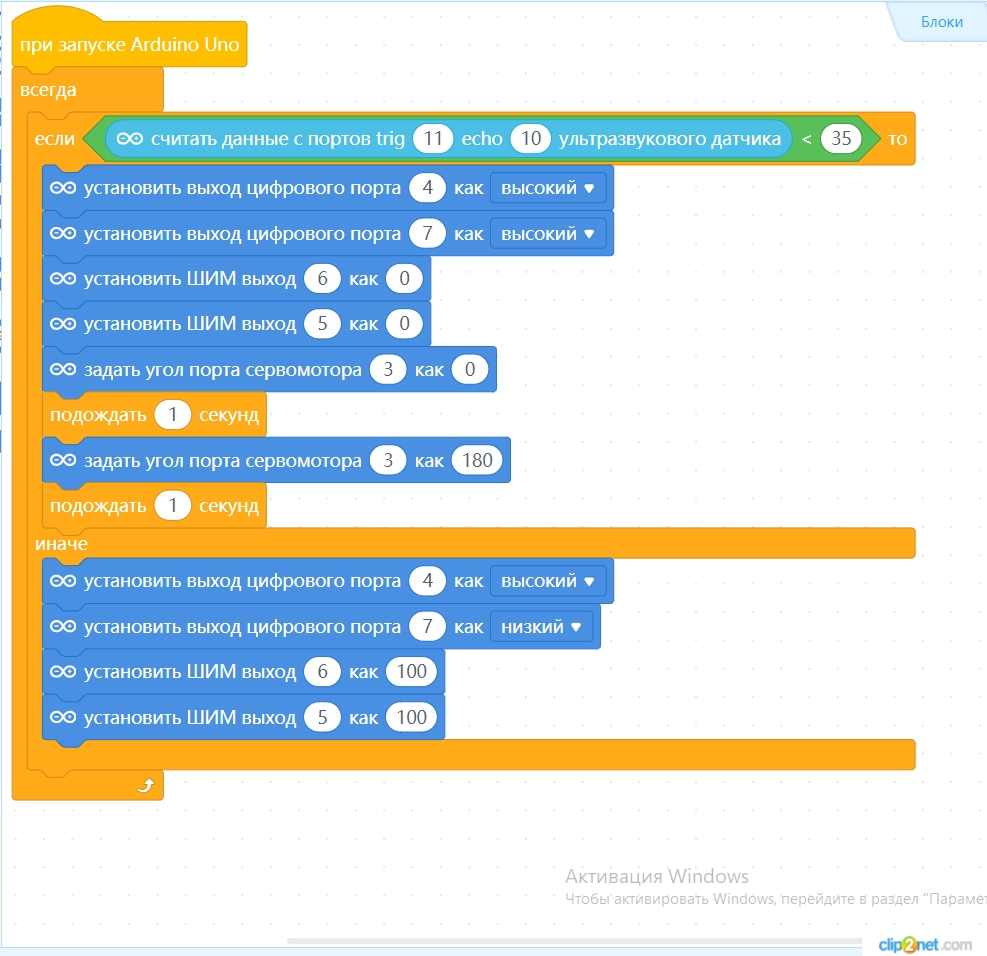 Блоки
при запуске Arduino Uno
всегда
если считать данные с портов trig 11 echo 10 ультразвукового датчика < 35 то
установить выход цифрового порта 4 как высокий
установить выход цифрового порта 7 как высокий
установить ШИМ выход 6 как 0
установить ШИМ выход 5 как 0
задать угол порта сервомотора 3 как 0
подождать 1 секунд
задать угол порта сервомотора 3 как 180
подождать 1 секунд
иначе
установить выход цифрового порта 4 как высокий
установить выход цифрового порта 7 как низкий
установить ШИМ выход 6 как 100
установить ШИМ выход 5 как 100
Активация Windows
Чтобы активировать Windows, перейдите в раздел "Парамет
clip2net.com